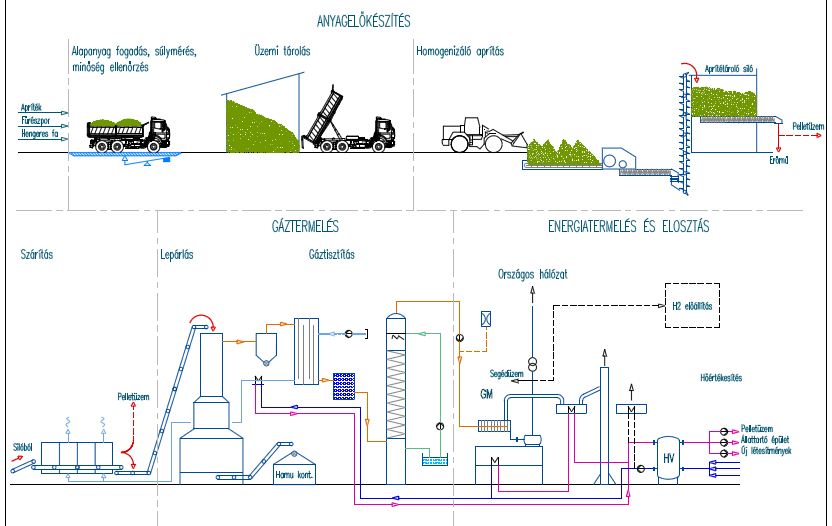 ANYAGELŐKÉSZÍTÉS
Alapanyag fogadás, súlymérés,
minőség ellenőrzés
Üzemi tárolás
Homogenizáló aprítás
Aprítéktároló siló
Apríték
Fűrészpor
Hengeres fa
Pelletüzem
Erőmű
GÁZTERMELÉS
ENERGIATERMELÉS ÉS ELOSZTÁS
Szárítás
Lepárlás
Gáztisztítás
Országos hálózat
H2 előállítás
Segédüzem
GM
Hőértékesítés
Pelletüzem
Silóból
Pelletüzem
Állattartó épület
Új létesítmények
HV
Hamu kont.